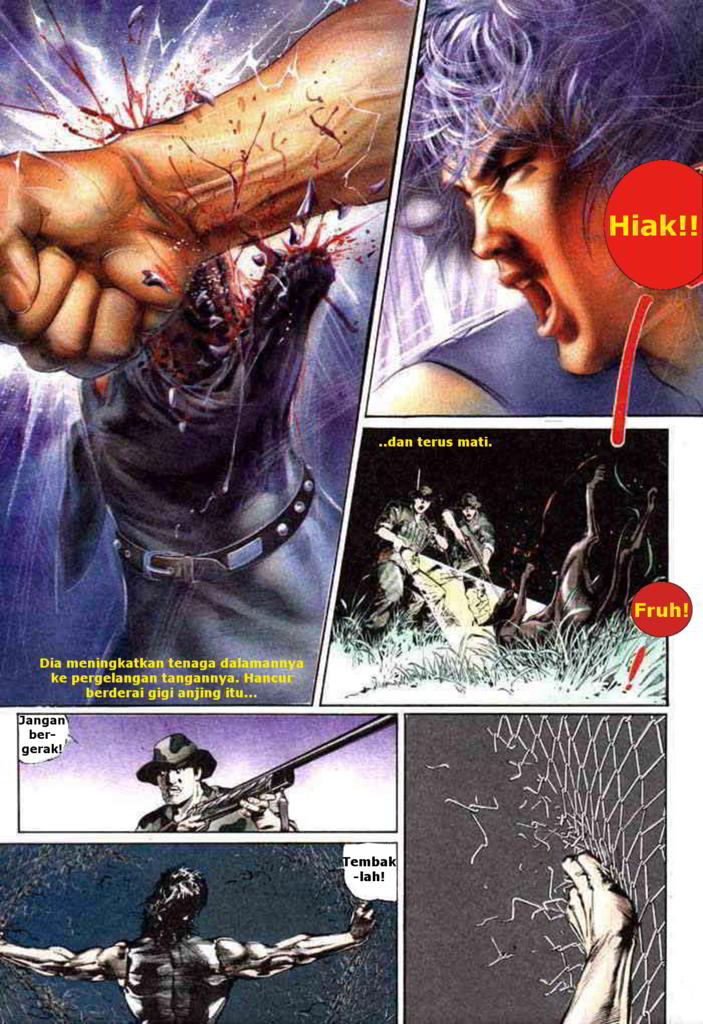 Hiak!!
Dia meningkatkan tenaga dalamannya
ke pergelangan tangannya. Hancur
berderai gigi anjing itu...
..dan terus mati.
Fruh!
Jangan
ber-
gerak!
Tembak
-lah!